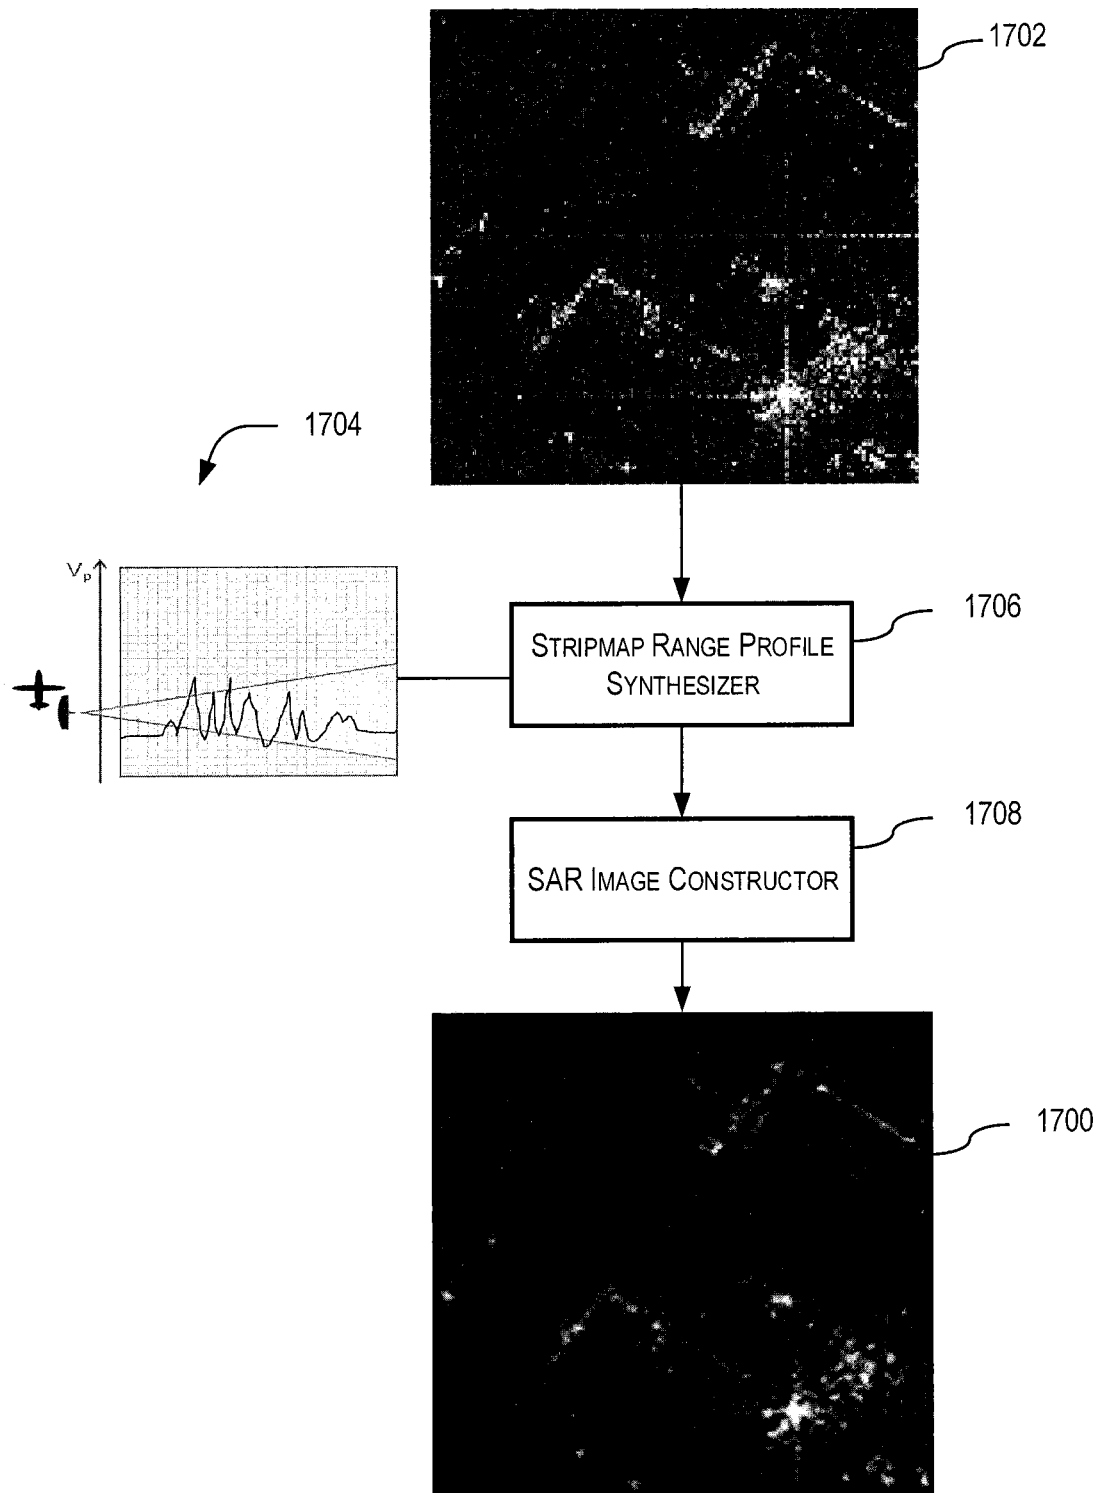 1702
1704
Vp
1706
STRIPMAP RANGE PROFILE
SYNTHESIZER
1708
SAR IMAGE CONSTRUCTOR
1700